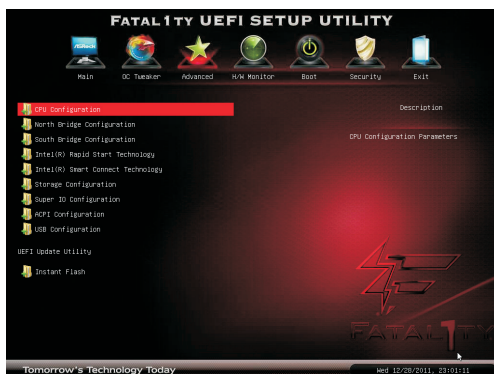 FATAL1TY UEFI SETUP UTILITY
ASRock
Main OC Tweaker Advanced H/W Monitor Boot Security Exit
CPU Configuration
Description
North Bridge Configuration
CPU Configuration Parameters
South Bridge Configuration
Intel(R) Rapid Start Technology
Intel(R) Smart Connect Technology
Storage Configuration
Super IO Configuration
ACPI Configuration
USB Configuration
UEFI Update Utility
Instant Flash
FATAL1TY
Tomorrow's Technology Today
Wed 12/28/2011, 23:01:11